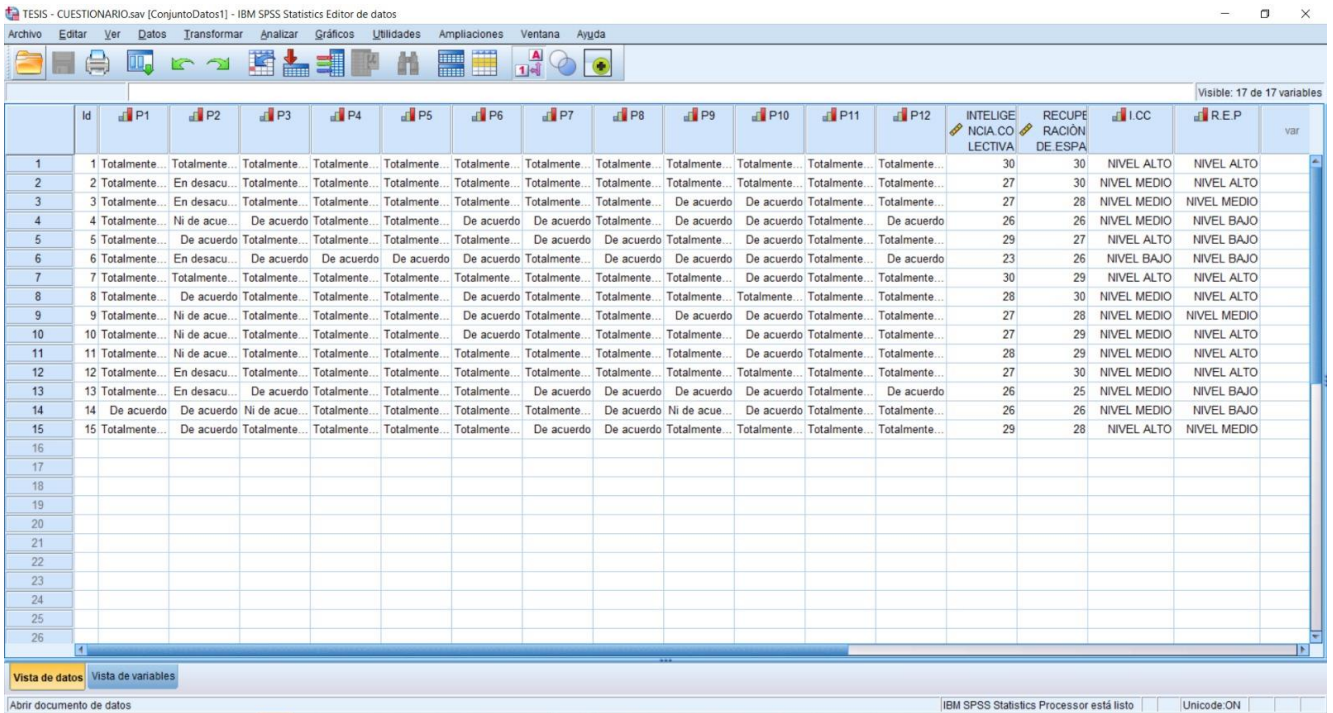 TESIS - CUESTIONARIO.sav [ConjuntoDatos1] - IBM SPSS Statistics Editor de datos
Archivo Editar Ver Datos Transformar Analizar Gráficos Utilidades Ampliaciones Ventana Ayuda
Visible: 17 de 17 variables
Id P1 P2 P3 P4 P5 P6 P7 P8 P9 P10 P11 P12 INTELIGENCIA.COLECTIVA RECUPERACIÒN DE.ESPA I.CC R.E.P var
1 1 Totalmente... Totalmente... Totalmente... Totalmente... Totalmente... Totalmente... Totalmente... Totalmente... Totalmente... Totalmente... Totalmente... Totalmente... 30 30 NIVEL ALTO NIVEL ALTO
2 2 Totalmente... En desacu... Totalmente... Totalmente... Totalmente... Totalmente... Totalmente... Totalmente... Totalmente... Totalmente... Totalmente... Totalmente... 27 30 NIVEL MEDIO NIVEL ALTO
3 3 Totalmente... En desacu... Totalmente... Totalmente... Totalmente... Totalmente... Totalmente... Totalmente... De acuerdo De acuerdo Totalmente... Totalmente... 27 28 NIVEL MEDIO NIVEL MEDIO
4 4 Totalmente... Ni de acue... De acuerdo Totalmente... Totalmente... De acuerdo De acuerdo Totalmente... De acuerdo De acuerdo Totalmente... De acuerdo 26 26 NIVEL MEDIO NIVEL BAJO
5 5 Totalmente... De acuerdo Totalmente... Totalmente... Totalmente... Totalmente... De acuerdo De acuerdo Totalmente... De acuerdo Totalmente... Totalmente... 29 27 NIVEL ALTO NIVEL BAJO
6 6 Totalmente... En desacu... De acuerdo De acuerdo De acuerdo De acuerdo Totalmente... De acuerdo De acuerdo De acuerdo Totalmente... De acuerdo 23 26 NIVEL BAJO NIVEL BAJO
7 7 Totalmente... Totalmente... Totalmente... Totalmente... Totalmente... Totalmente... Totalmente... Totalmente... Totalmente... De acuerdo Totalmente... Totalmente... 30 29 NIVEL ALTO NIVEL ALTO
8 8 Totalmente... De acuerdo Totalmente... Totalmente... Totalmente... De acuerdo Totalmente... Totalmente... Totalmente... Totalmente... Totalmente... Totalmente... 28 30 NIVEL MEDIO NIVEL ALTO
9 9 Totalmente... Ni de acue... Totalmente... Totalmente... Totalmente... De acuerdo Totalmente... Totalmente... De acuerdo De acuerdo Totalmente... Totalmente... 27 28 NIVEL MEDIO NIVEL MEDIO
10 10 Totalmente... Ni de acue... Totalmente... Totalmente... Totalmente... De acuerdo Totalmente... Totalmente... Totalmente... De acuerdo Totalmente... Totalmente... 27 29 NIVEL MEDIO NIVEL ALTO
11 11 Totalmente... Ni de acue... Totalmente... Totalmente... Totalmente... Totalmente... Totalmente... Totalmente... Totalmente... De acuerdo Totalmente... Totalmente... 28 29 NIVEL MEDIO NIVEL ALTO
12 12 Totalmente... En desacu... Totalmente... Totalmente... Totalmente... Totalmente... Totalmente... Totalmente... Totalmente... Totalmente... Totalmente... Totalmente... 27 30 NIVEL MEDIO NIVEL ALTO
13 13 Totalmente... En desacu... De acuerdo Totalmente... Totalmente... Totalmente... De acuerdo De acuerdo De acuerdo De acuerdo Totalmente... De acuerdo 26 25 NIVEL MEDIO NIVEL BAJO
14 14 De acuerdo De acuerdo Ni de acue... Totalmente... Totalmente... Totalmente... Totalmente... De acuerdo Ni de acue... De acuerdo Totalmente... Totalmente... 26 26 NIVEL MEDIO NIVEL BAJO
15 15 Totalmente... De acuerdo Totalmente... Totalmente... Totalmente... Totalmente... De acuerdo De acuerdo Totalmente... Totalmente... Totalmente... Totalmente... 29 28 NIVEL ALTO NIVEL MEDIO
16
17
18
19
20
21
22
23
24
25
26
Vista de datos Vista de variables
Abrir documento de datos IBM SPSS Statistics Processor está listo Unicode:ON